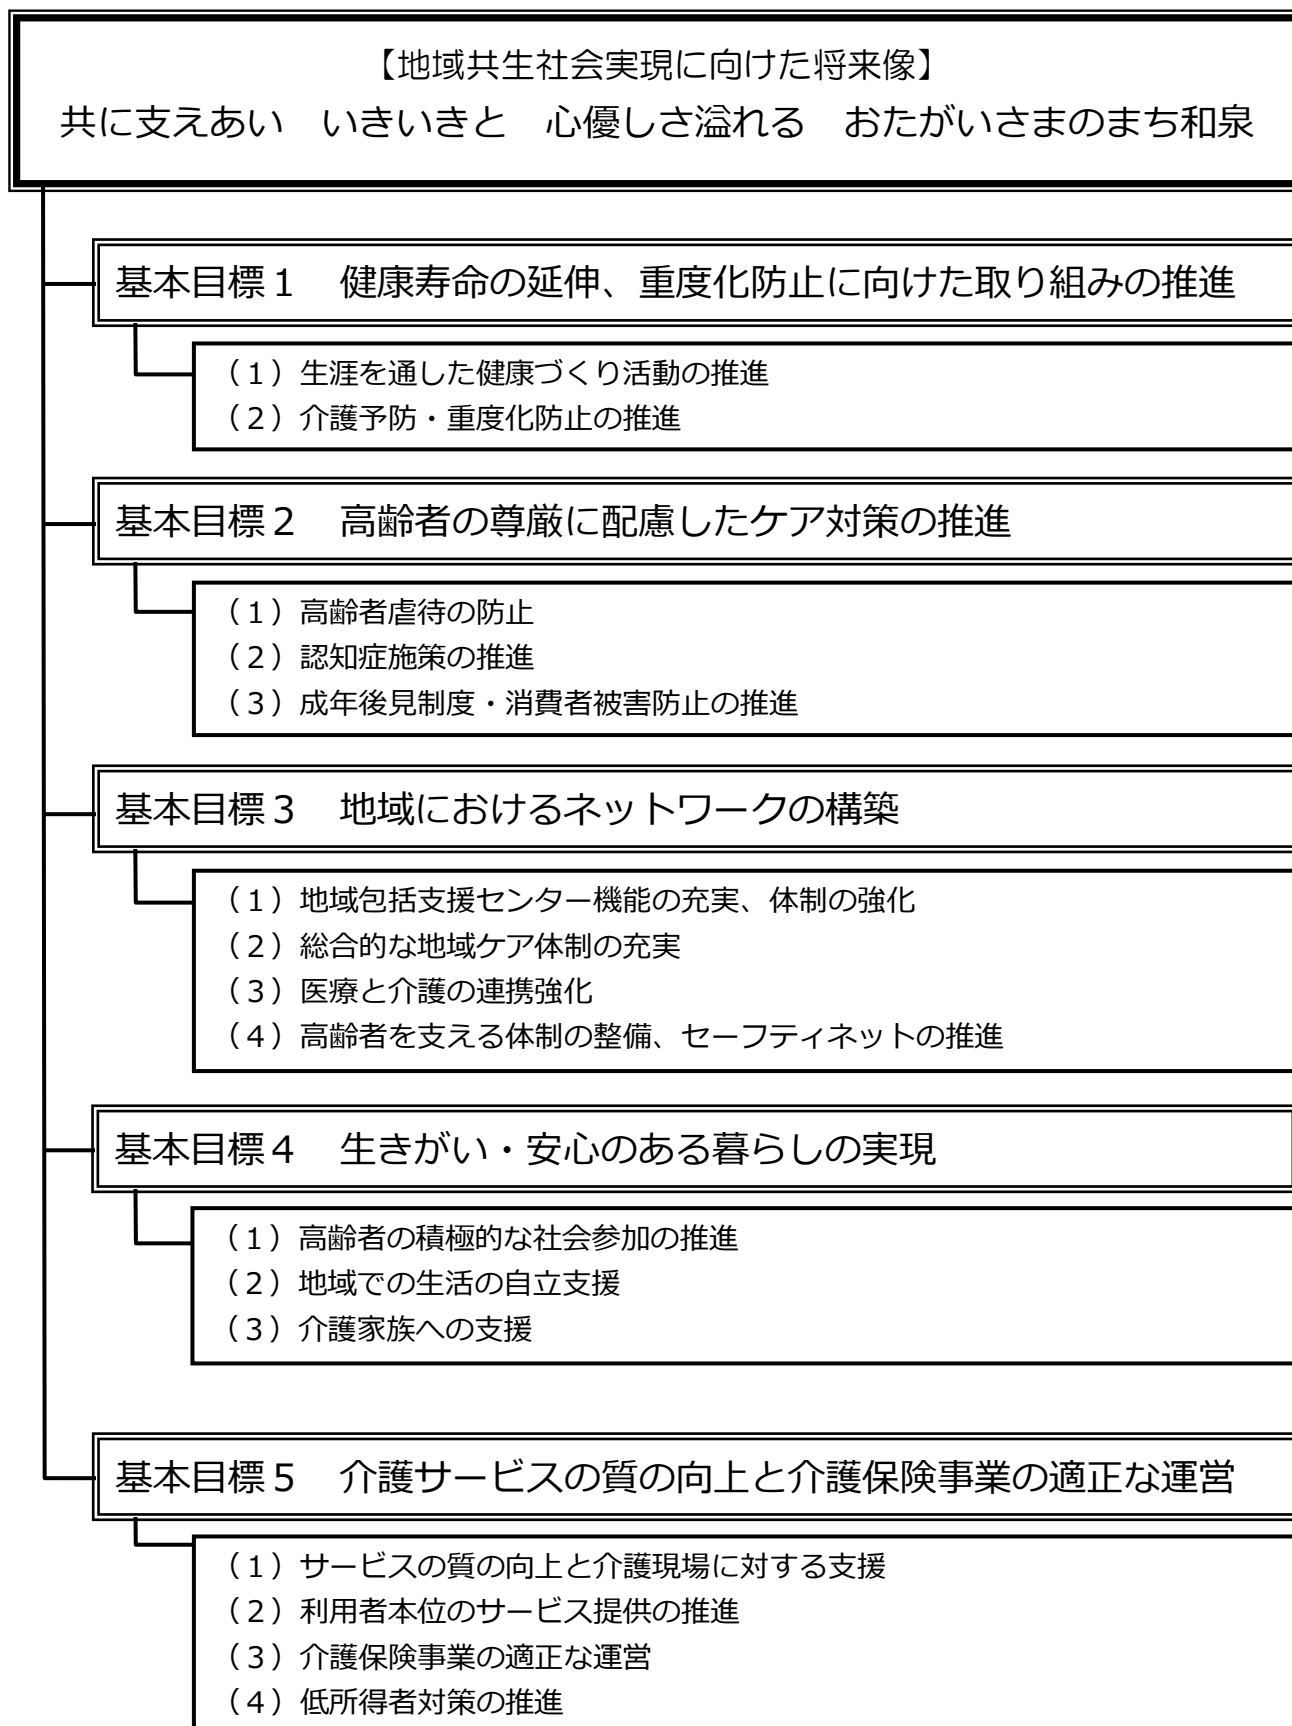 【地域共生社会実現に向けた将来像】
共に支えあい　いきいきと　心優しさ溢れる　おたがいさまのまち和泉
基本目標１　健康寿命の延伸、重度化防止に向けた取り組みの推進
（１）生涯を通した健康づくり活動の推進
（２）介護予防・重度化防止の推進
基本目標２　高齢者の尊厳に配慮したケア対策の推進
（１）高齢者虐待の防止
（２）認知症施策の推進
（３）成年後見制度・消費者被害防止の推進
基本目標３　地域におけるネットワークの構築
（１）地域包括支援センター機能の充実、体制の強化
（２）総合的な地域ケア体制の充実
（３）医療と介護の連携強化
（４）高齢者を支える体制の整備、セーフティネットの推進
基本目標４　生きがい・安心のある暮らしの実現
（１）高齢者の積極的な社会参加の推進
（２）地域での生活の自立支援
（３）介護家族への支援
基本目標５　介護サービスの質の向上と介護保険事業の適正な運営
（１）サービスの質の向上と介護現場に対する支援
（２）利用者本位のサービス提供の推進
（３）介護保険事業の適正な運営
（４）低所得者対策の推進